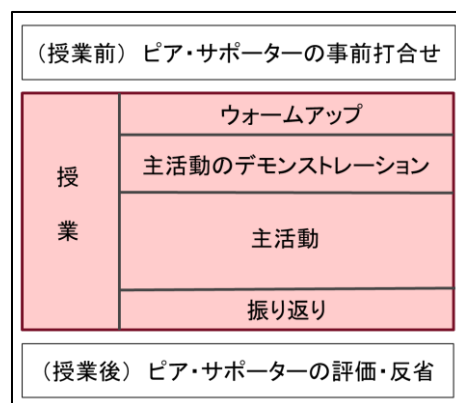 （授業前）ピア・サポーターの事前打合せ
授業
ウォームアップ
主活動のデモンストレーション
主活動
振り返り
（授業後）ピア・サポーターの評価・反省